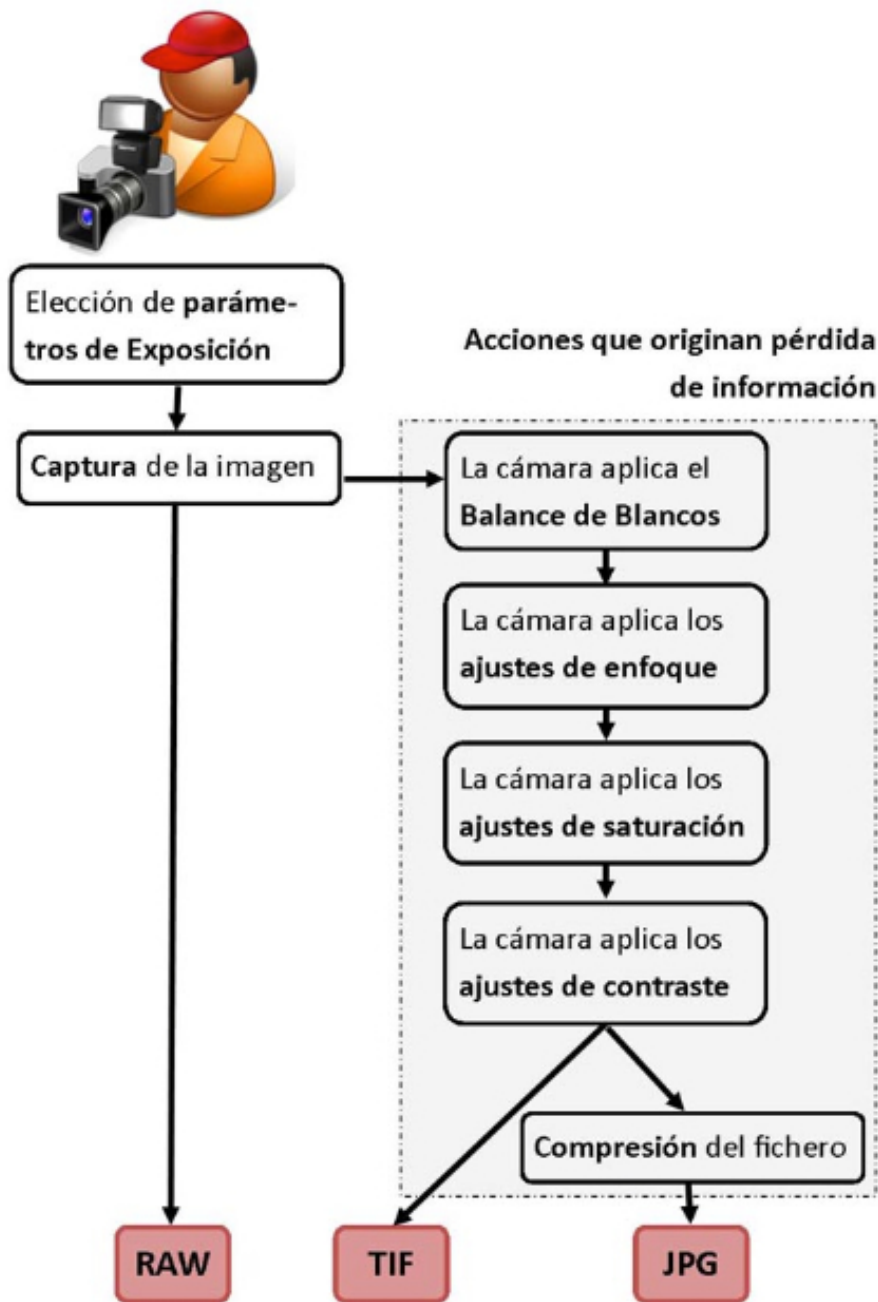 Elección de paráme-
tros de Exposición
Acciones que originan pérdida
de información
Captura de la imagen
La cámara aplica el
Balance de Blancos
La cámara aplica los
ajustes de enfoque
La cámara aplica los
ajustes de saturación
La cámara aplica los
ajustes de contraste
Compresión del fichero
RAW
TIF
JPG